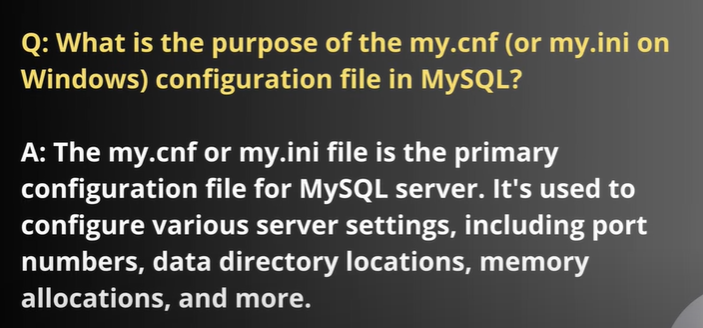 Q: What is the purpose of the my.cnf (or my.ini on
Windows) configuration file in MySQL?
A: The my.cnf or my.ini file is the primary
configuration file for MySQL server. It's used to
configure various server settings, including port
numbers, data directory locations, memory
allocations, and more.